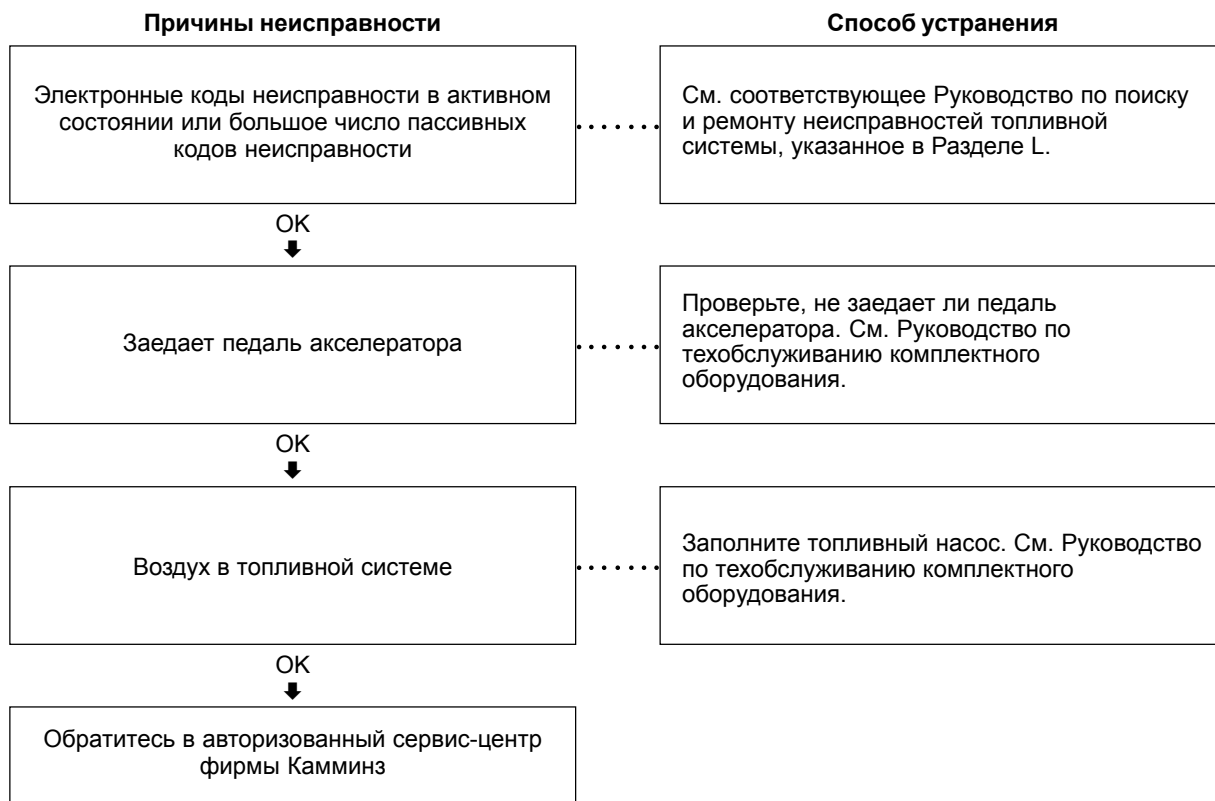 Причины неисправности
Способ устранения
Электронные коды неисправности в активном
состоянии или большое число пассивных
кодов неисправности
См. соответствующее Руководство по поиску
и ремонту неисправностей топливной
системы, указанное в Разделе L.
OK
Заедает педаль акселератора
Проверьте, не заедает ли педаль
акселератора. См. Руководство по
техобслуживанию комплектного
оборудования.
OK
Воздух в топливной системе
Заполните топливный насос. См. Руководство
по техобслуживанию комплектного
оборудования.
OK
Обратитесь в авторизованный сервис-центр
фирмы Камминз